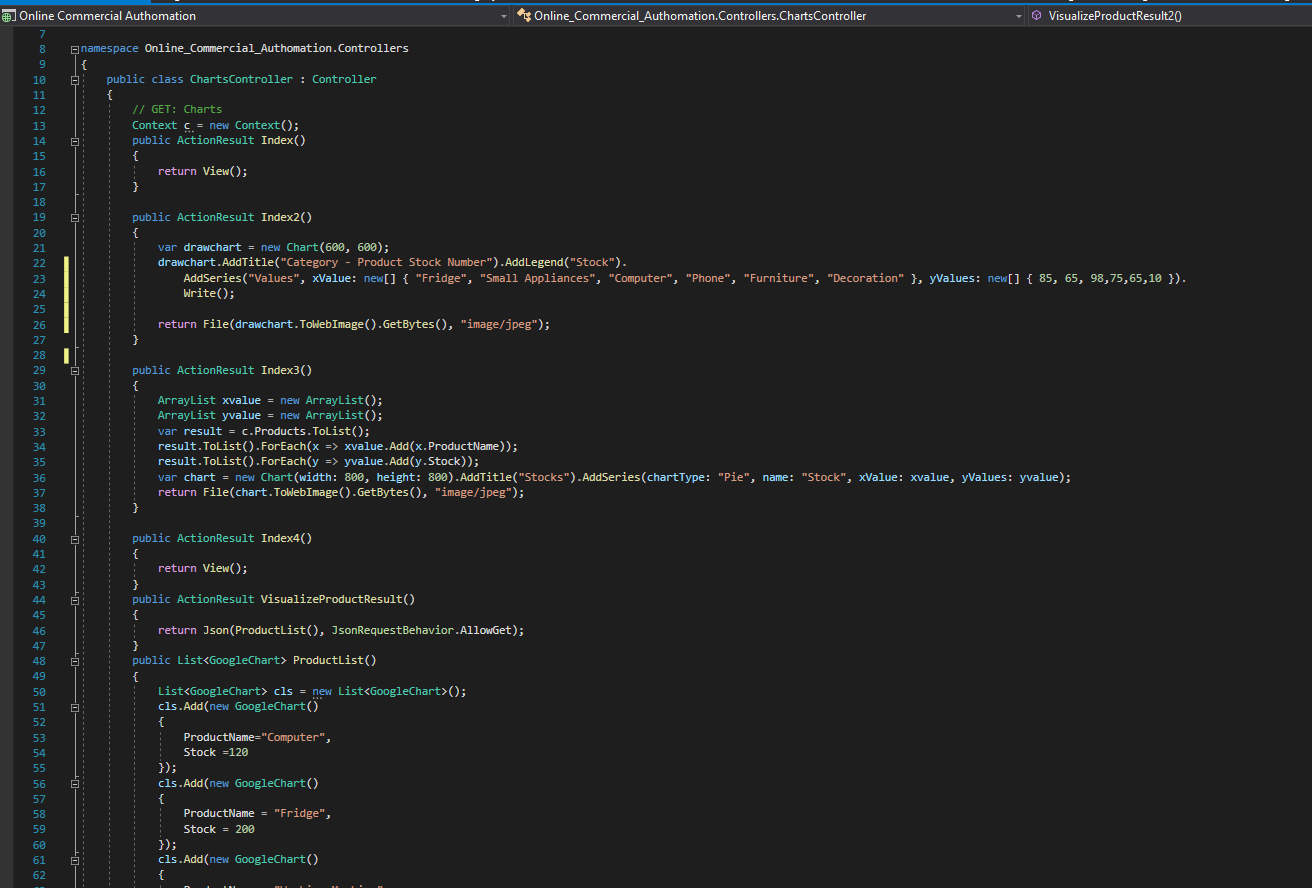 Online Commercial Authomation
Online_Commercial_Authomation.Controllers.ChartsController
VisualizeProductResult2()
7
8 namespace Online_Commercial_Authomation.Controllers
9 {
10 public class ChartsController : Controller
11 {
12 // GET: Charts
13 Context c = new Context();
14 public ActionResult Index()
15 {
16 return View();
17 }
18
19 public ActionResult Index2()
20 {
21 var drawchart = new Chart(600, 600);
22 drawchart.AddTitle("Category - Product Stock Number").AddLegend("Stock").
23 AddSeries("Values", xValue: new[] { "Fridge", "Small Appliances", "Computer", "Phone", "Furniture", "Decoration" }, yValues: new[] { 85, 65, 98,75,65,10 }).
24 Write();
25
26 return File(drawchart.ToWebImage().GetBytes(), "image/jpeg");
27 }
28
29 public ActionResult Index3()
30 {
31 ArrayList xvalue = new ArrayList();
32 ArrayList yvalue = new ArrayList();
33 var result = c.Products.ToList();
34 result.ToList().ForEach(x => xvalue.Add(x.ProductName));
35 result.ToList().ForEach(y => yvalue.Add(y.Stock));
36 var chart = new Chart(width: 800, height: 800).AddTitle("Stocks").AddSeries(chartType: "Pie", name: "Stock", xValue: xvalue, yValues: yvalue);
37 return File(chart.ToWebImage().GetBytes(), "image/jpeg");
38 }
39
40 public ActionResult Index4()
41 {
42 return View();
43 }
44 public ActionResult VisualizeProductResult()
45 {
46 return Json(ProductList(), JsonRequestBehavior.AllowGet);
47 }
48 public List<GoogleChart> ProductList()
49 {
50 List<GoogleChart> cls = new List<GoogleChart>();
51 cls.Add(new GoogleChart()
52 {
53 ProductName="Computer",
54 Stock =120
55 });
56 cls.Add(new GoogleChart()
57 {
58 ProductName = "Fridge",
59 Stock = 200
60 });
61 cls.Add(new GoogleChart()
62 {